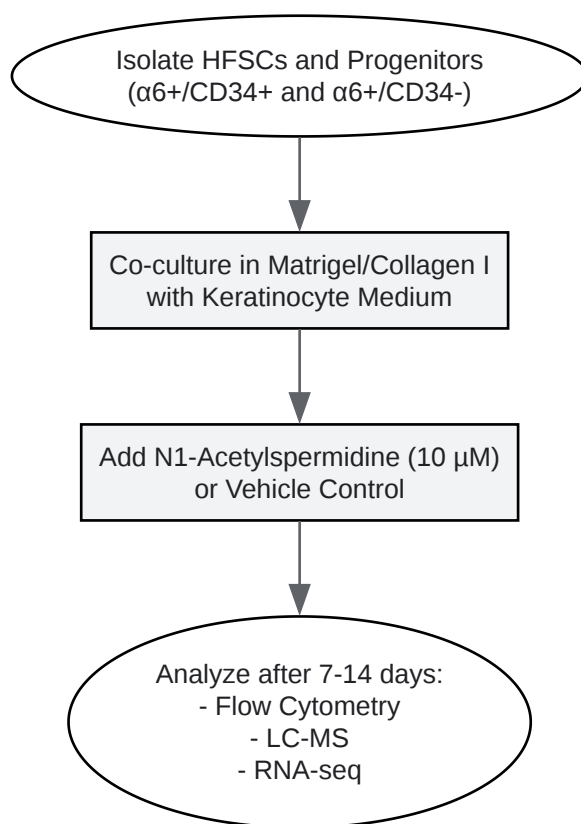 Isolate HFSCs and Progenitors
(α6+/CD34+ and α6+/CD34-)
Co-culture in Matrigel/Collagen I
with Keratinocyte Medium
Add N1-Acetylspermidine (10 µM)
or Vehicle Control
Analyze after 7-14 days:
- Flow Cytometry
- LC-MS
- RNA-seq